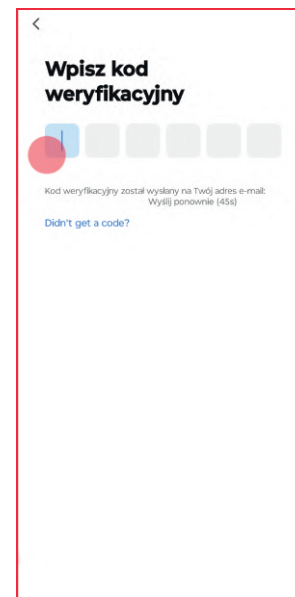 Wpisz kod
weryfikacyjny
Kod weryfikacyjny został wysłany na Twój adres e-mail:
Wyślij ponownie (45s)
Didn't get a code?